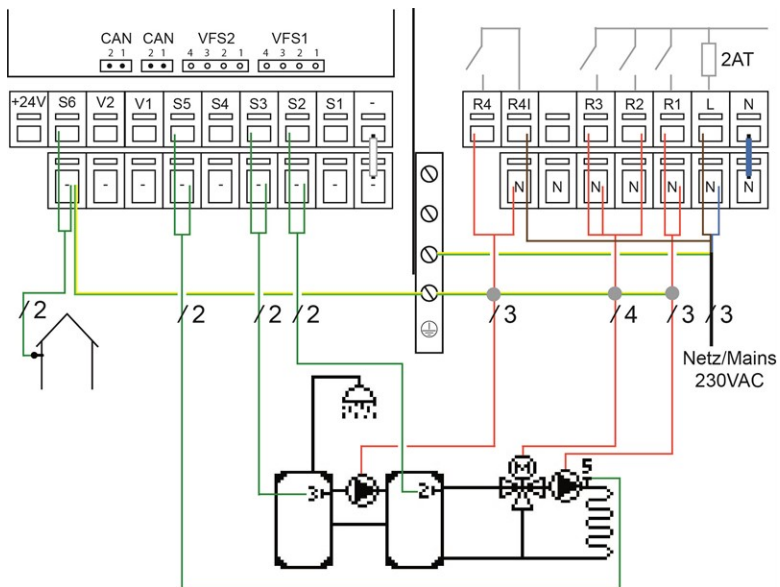 CAN CAN VFS2 VFS1
2 1 2 1 4 3 2 1 4 3 2 1
2AT
+24V S6 V2 V1 S5 S4 S3 S2 S1 - R4 R4I R3 R2 R1 L N
- - - - - - - - - N N N N N N
2 2 2 2 3 4 3 3
Netz/Mains
230VAC
M
5
3
2